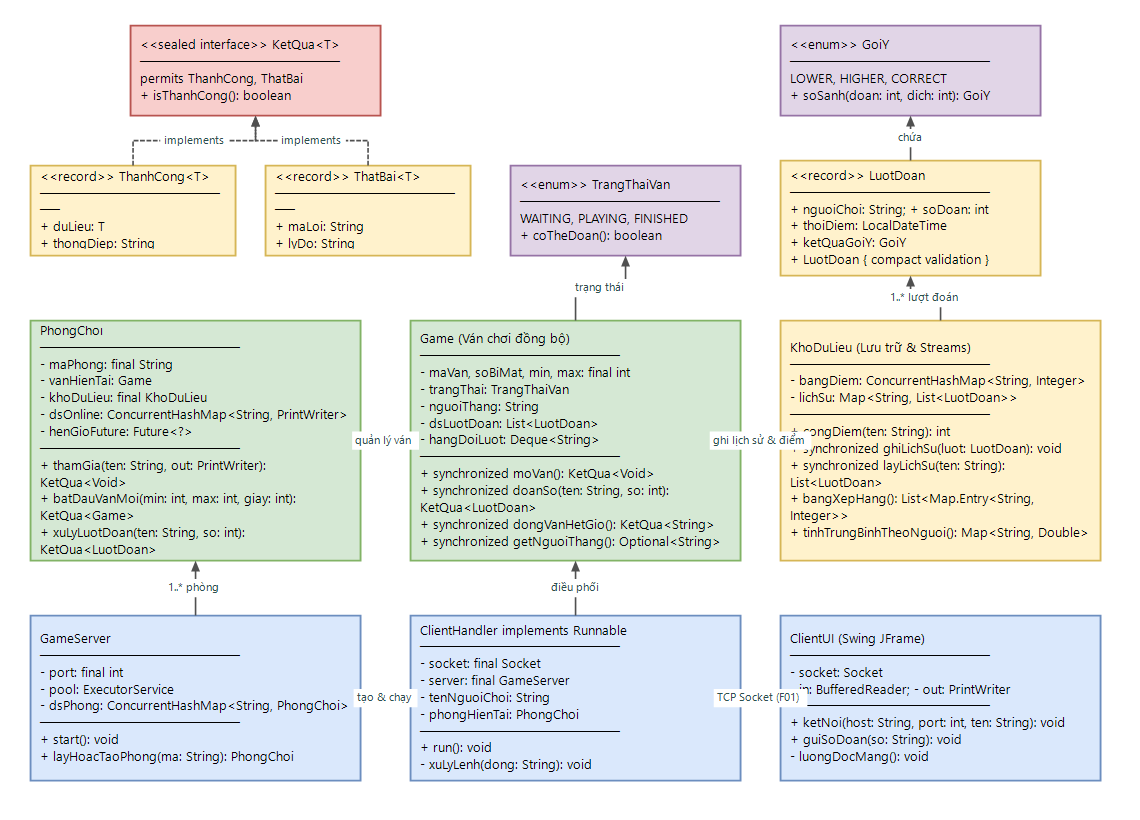 <<sealed interface>> KetQua<T>
permits ThanhCong, ThatBai
+ isThanhCong(): boolean
<<enum>> GoiY
LOWER, HIGHER, CORRECT
+ soSanh(doan: int, dich: int): GoiY
implements
implements
chứa
<<record>> ThanhCong<T>
+ duLieu: T
+ thongDiep: String
<<record>> ThatBai<T>
+ maLoi: String
+ lyDo: String
<<enum>> TrangThaiVan
WAITING, PLAYING, FINISHED
+ coTheDoan(): boolean
<<record>> LuotDoan
+ nguoiChoi: String; + soDoan: int
+ thoiDiem: LocalDateTime
+ ketQuaGoiY: GoiY
+ LuotDoan { compact validation }
trạng thái
1..* lượt đoán
PhongChoi
- maPhong: final String
- vanHienTai: Game
- khoDuLieu: final KhoDuLieu
- dsOnline: ConcurrentHashMap<String, PrintWriter>
- henGioFuture: Future<?>
+ thamGia(ten: String, out: PrintWriter):
KetQua<Void>
+ batDauVanMoi(min: int, max: int, giay: int):
KetQua<Game>
+ xuLyLuotDoan(ten: String, so: int):
KetQua<LuotDoan>
quản lý ván
Game (Ván chơi đồng bộ)
- maVan, soBiMat, min, max: final int
- trangThai: TrangThaiVan
- nguoiThang: String
- dsLuotDoan: List<LuotDoan>
- hangDoiLuot: Deque<String>
+ synchronized moVan(): KetQua<Void>
+ synchronized doanSo(ten: String, so: int):
KetQua<LuotDoan>
+ synchronized dongVanHetGio(): KetQua<String>
+ synchronized getNguoiThang(): Optional<String>
ghi lịch sử & điểm
KhoDuLieu (Lưu trữ & Streams)
- bangDiem: ConcurrentHashMap<String, Integer>
- lichSu: Map<String, List<LuotDoan>>
+ congDiem(ten: String): int
+ synchronized ghiLichSu(luot: LuotDoan): void
+ synchronized layLichSu(ten: String):
List<LuotDoan>
+ bangXepHang(): List<Map.Entry<String,
Integer>>
+ tinhTrungBinhTheoNguoi(): Map<String, Double>
1..* phòng
điều phối
GameServer
- port: final int
- pool: ExecutorService
- dsPhong: ConcurrentHashMap<String, PhongChoi>
+ start(): void
+ layHoacTaoPhong(ma: String): PhongChoi
tạo & chạy
ClientHandler implements Runnable
- socket: final Socket
- server: final GameServer
- tenNguoiChoi: String
- phongHienTai: PhongChoi
+ run(): void
- xuLyLenh(dong: String): void
TCP Socket (F01)
ClientUI (Swing JFrame)
- socket: Socket
- in: BufferedReader; - out: PrintWriter
+ ketNoi(host: String, port: int, ten: String): void
+ guiSoDoan(so: String): void
- luongDocMang(): void